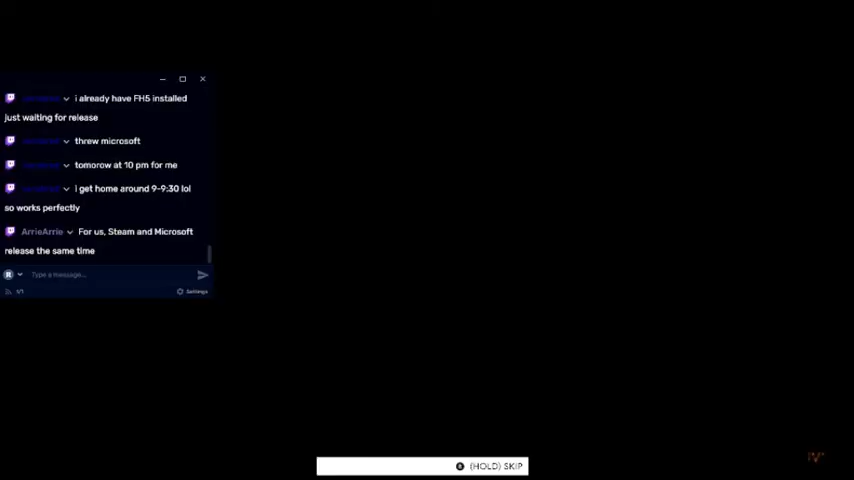 i already have FH5 installed
just waiting for release
threw microsoft
tomorow at 10 pm for me
I get home around 9-9:30 lol
so works perfectly
ArrieArrie For us, Steam and Microsoft
release the same time
R Type a message...
1/1 Settings
(HOLD) SKIP